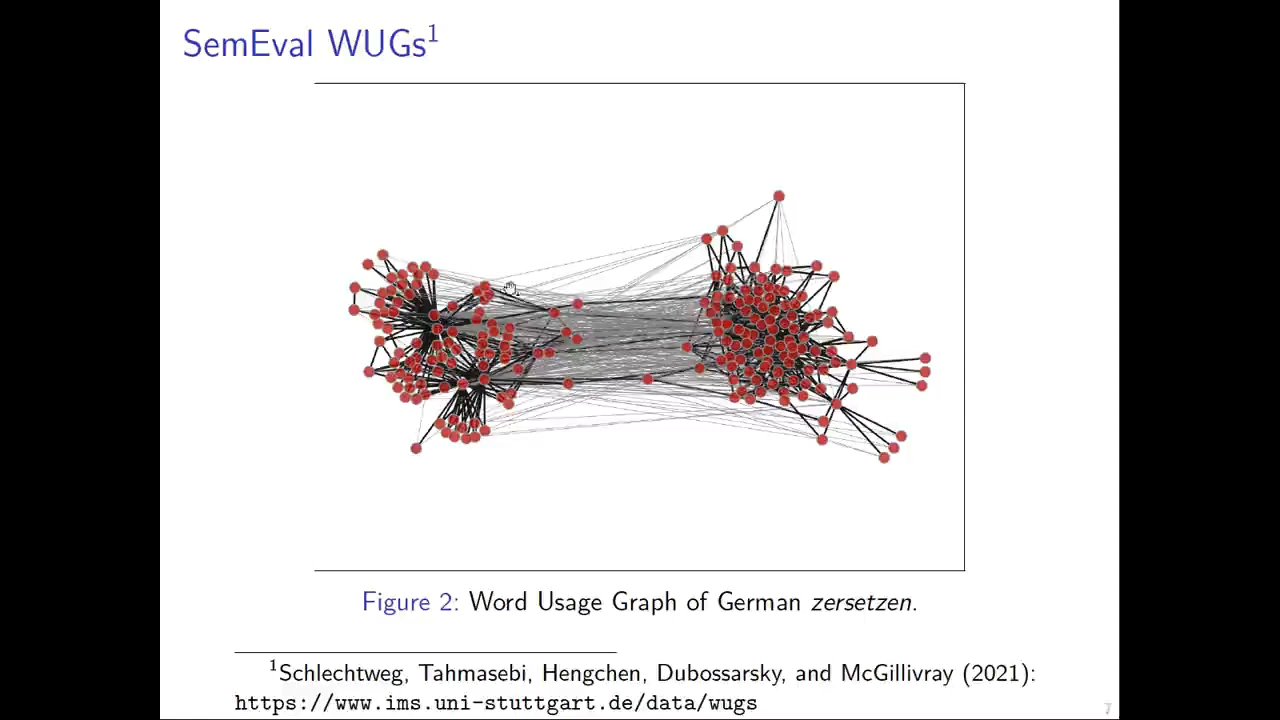 SemEval WUGs¹
Figure 2: Word Usage Graph of German zersetzen.
¹Schlechtweg, Tahmasebi, Hengchen, Dubossarsky, and McGillivray (2021):
https://www.ims.uni-stuttgart.de/data/wugs
7